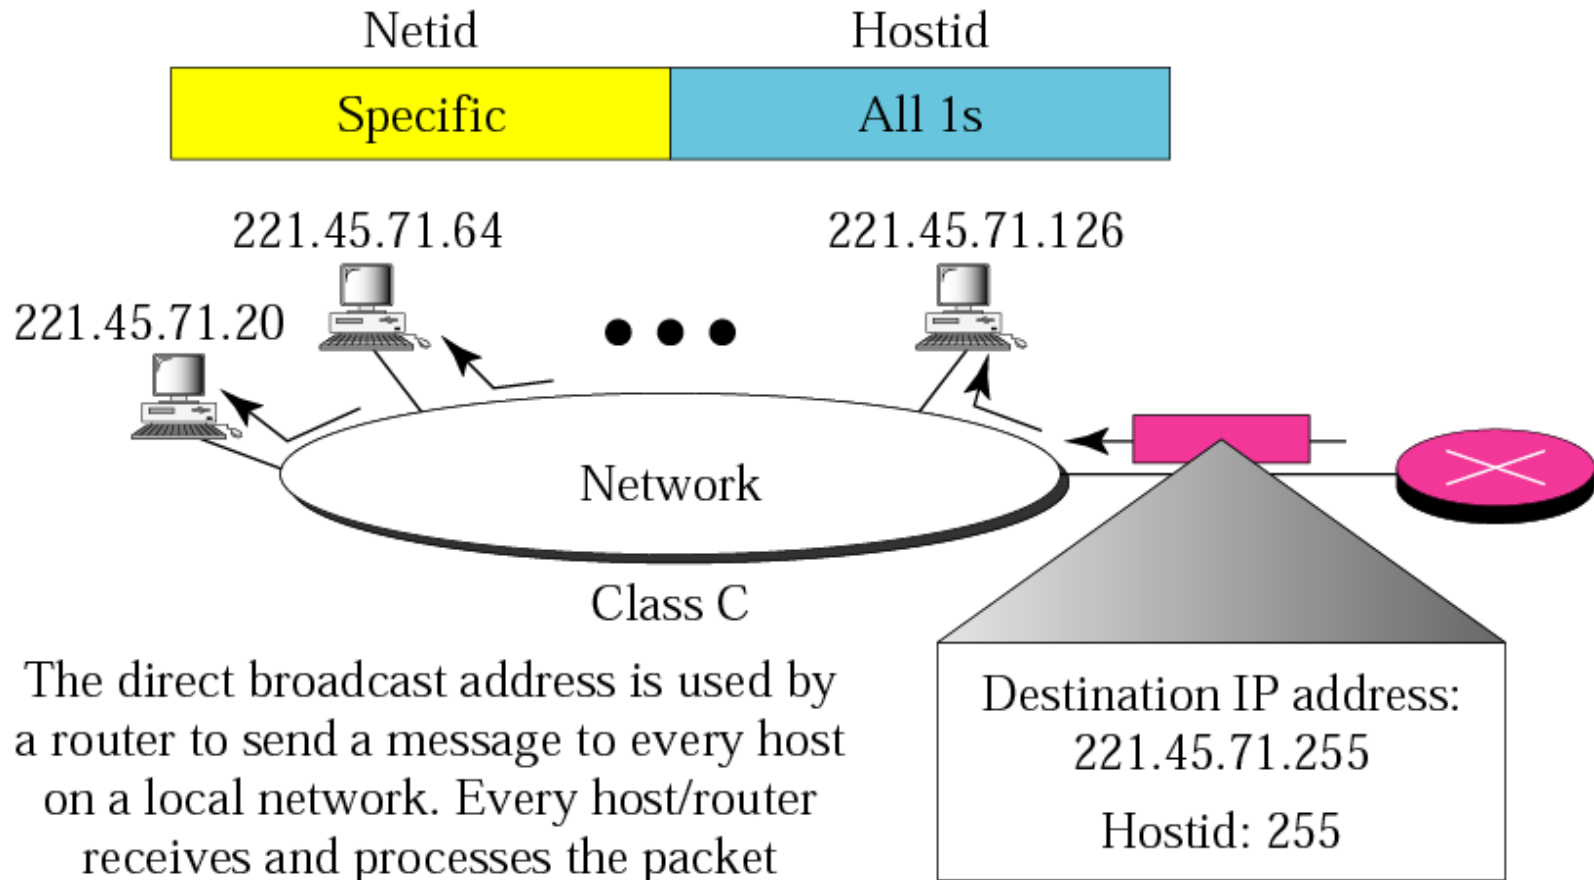 Netid
Hostid
Specific
All 1s
221.45.71.64
221.45.71.126
221.45.71.20
Network
Class C
The direct broadcast address is used by
a router to send a message to every host
on a local network. Every host/router
receives and processes the packet
Destination IP address:
221.45.71.255
Hostid: 255